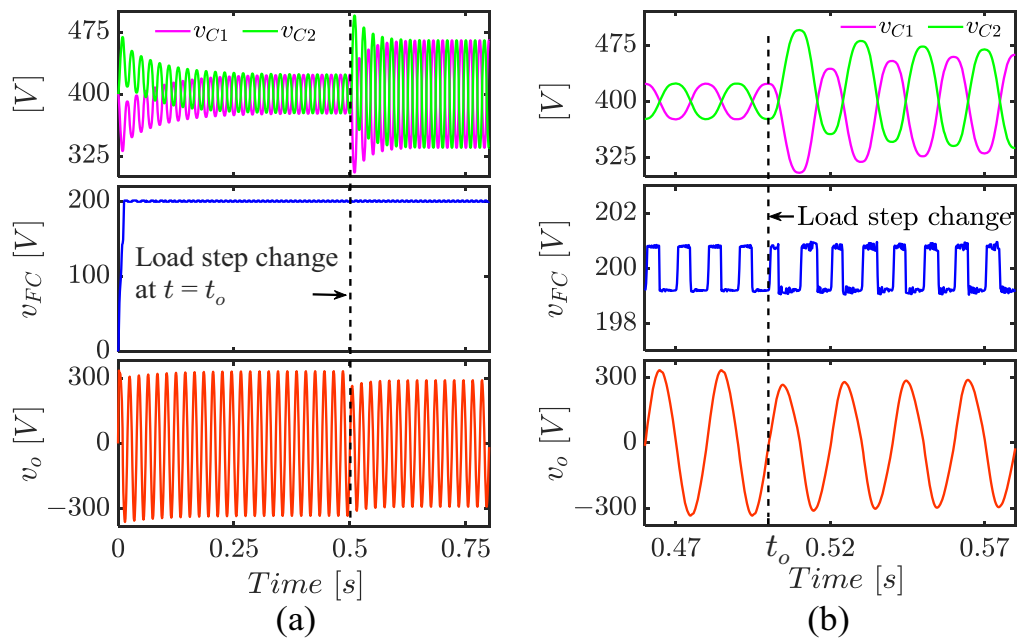 v_{C1} v_{C2}
475
400
325
[V]
200
100
0
v_{FC} [V]
Load step change
at t = t_o
300
0
−300
v_o [V]
0 0.25 0.5 0.75
Time [s]
(a)
v_{C1} v_{C2}
475
400
325
[V]
202
200
198
v_{FC} [V]
Load step change
300
0
−300
v_o [V]
0.47 t_o 0.52 0.57
Time [s]
(b)